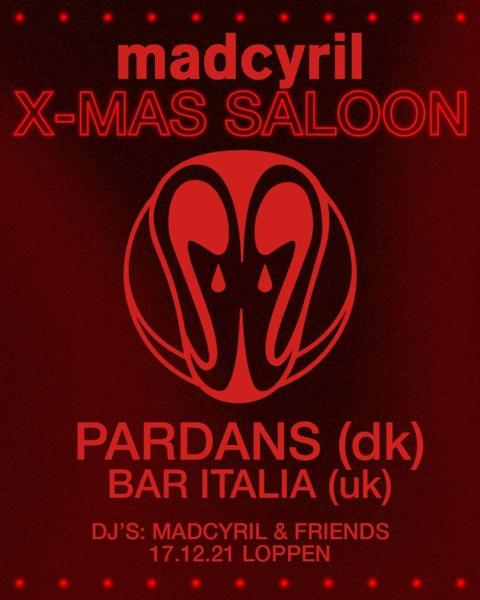 madcyril
X-MAS SALOON
PARDANS (dk)
BAR ITALIA (uk)
DJ'S: MADCYRIL & FRIENDS
17.12.21 LOPPEN